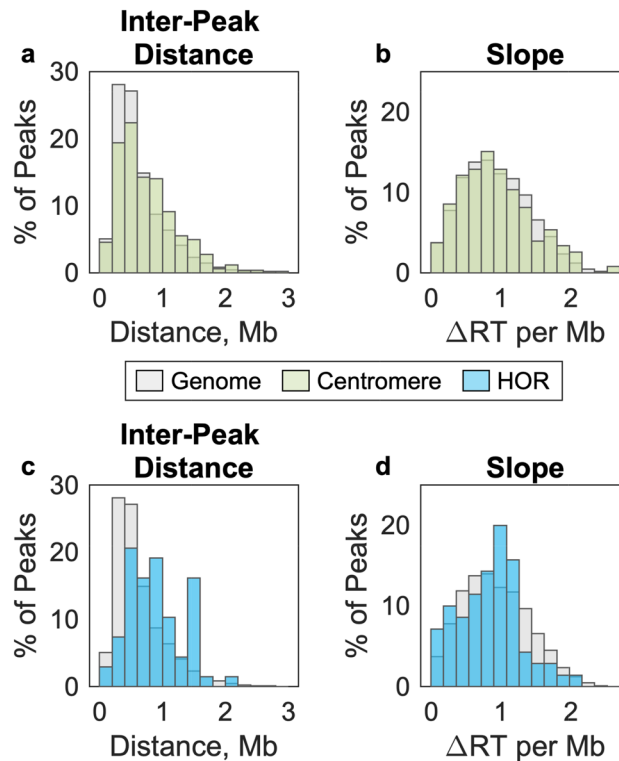 Inter-Peak
a Distance
b Slope
30
20
10
0
% of Peaks
0 1 2 3
Distance, Mb
20
10
0
% of Peaks
0 1 2
ΔRT per Mb
Genome Centromere HOR
Inter-Peak
c Distance
d Slope
30
20
10
0
% of Peaks
0 1 2 3
Distance, Mb
20
10
0
% of Peaks
0 1 2
ΔRT per Mb